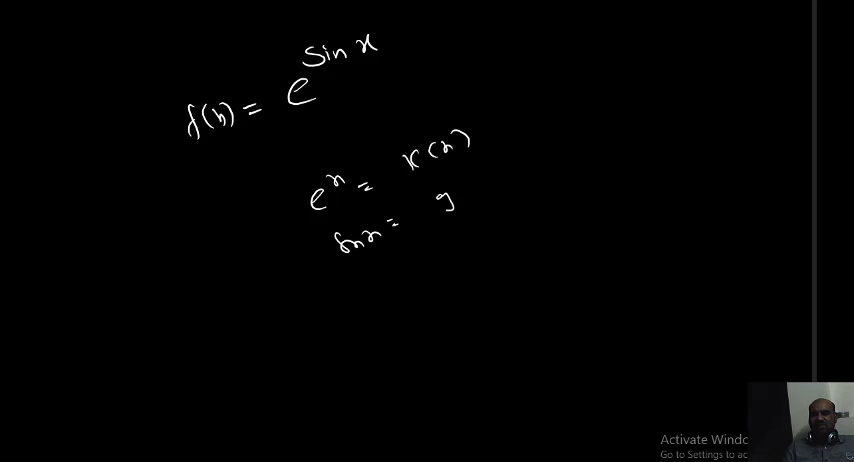 f(x) = e^{Sin x}
e^x = K(x)
Sin x = g
Activate Windo
Go to Settings to ac